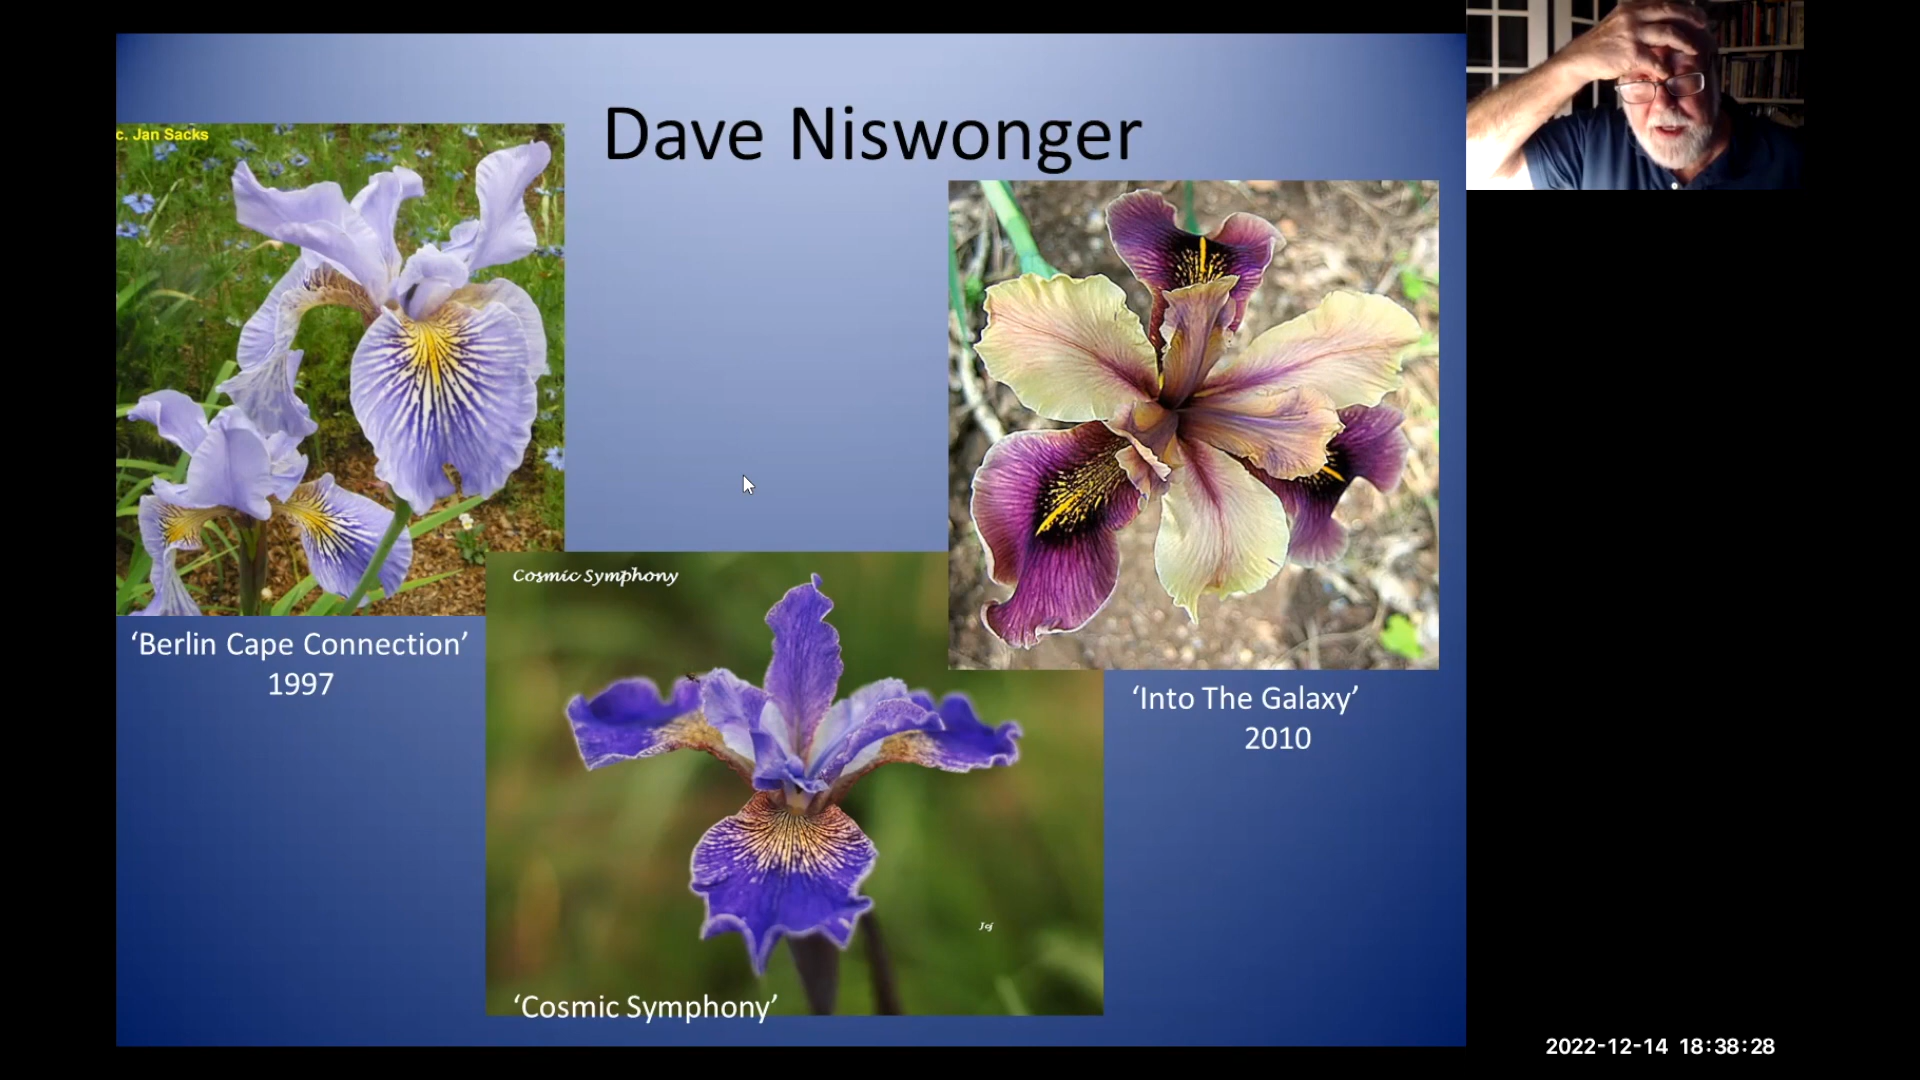 Dave Niswonger
c. Jan Sacks
‘Berlin Cape Connection’
1997
Cosmic Symphony
Jgj
‘Cosmic Symphony’
‘Into The Galaxy’
2010
2022-12-14 18:38:28